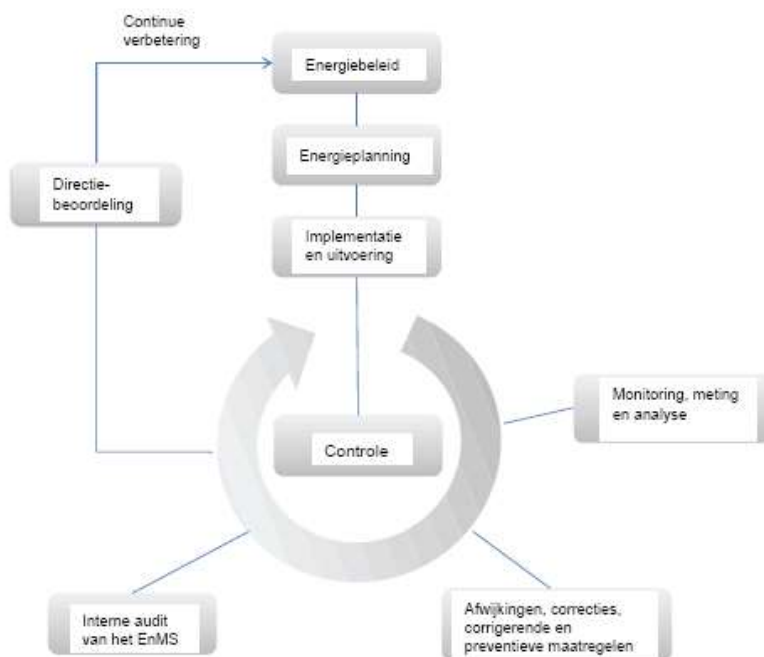 Continue
verbetering
Energiebeleid
Energieplanning
Directie-
beoordeling
Implementatie
en uitvoering
Monitoring, meting
en analyse
Controle
Interne audit
van het EnMS
Afwijkingen, correcties,
corrigerende en
preventieve maatregelen